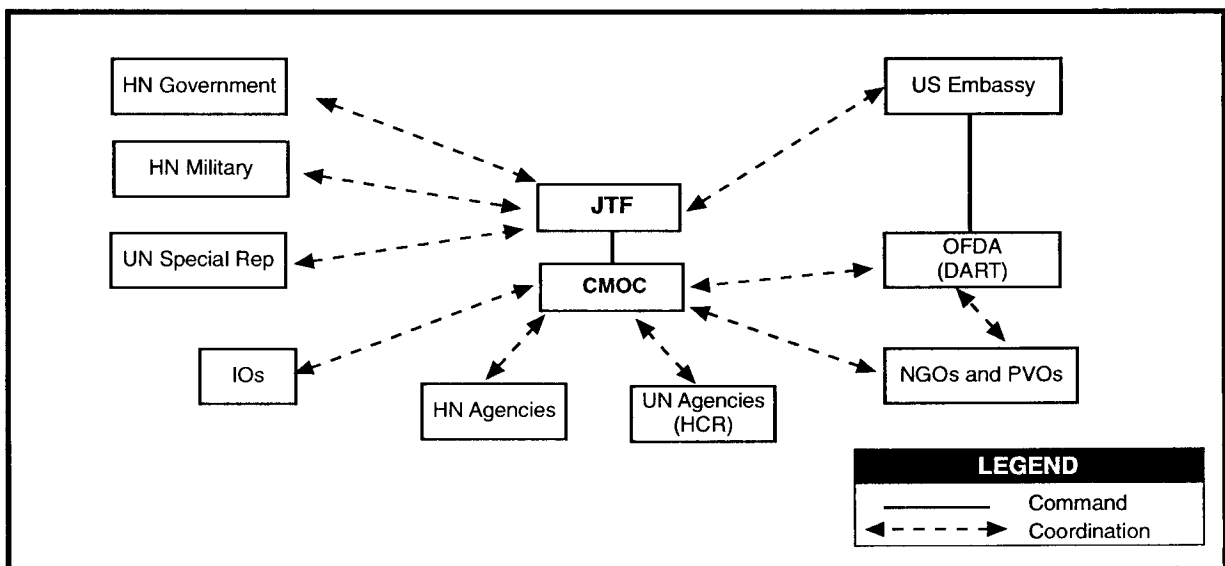 HN Government
US Embassy
HN Military
JTF
UN Special Rep
OFDA
(DART)
CMOC
IOs
NGOs and PVOs
HN Agencies
UN Agencies
(HCR)
LEGEND
Command
Coordination